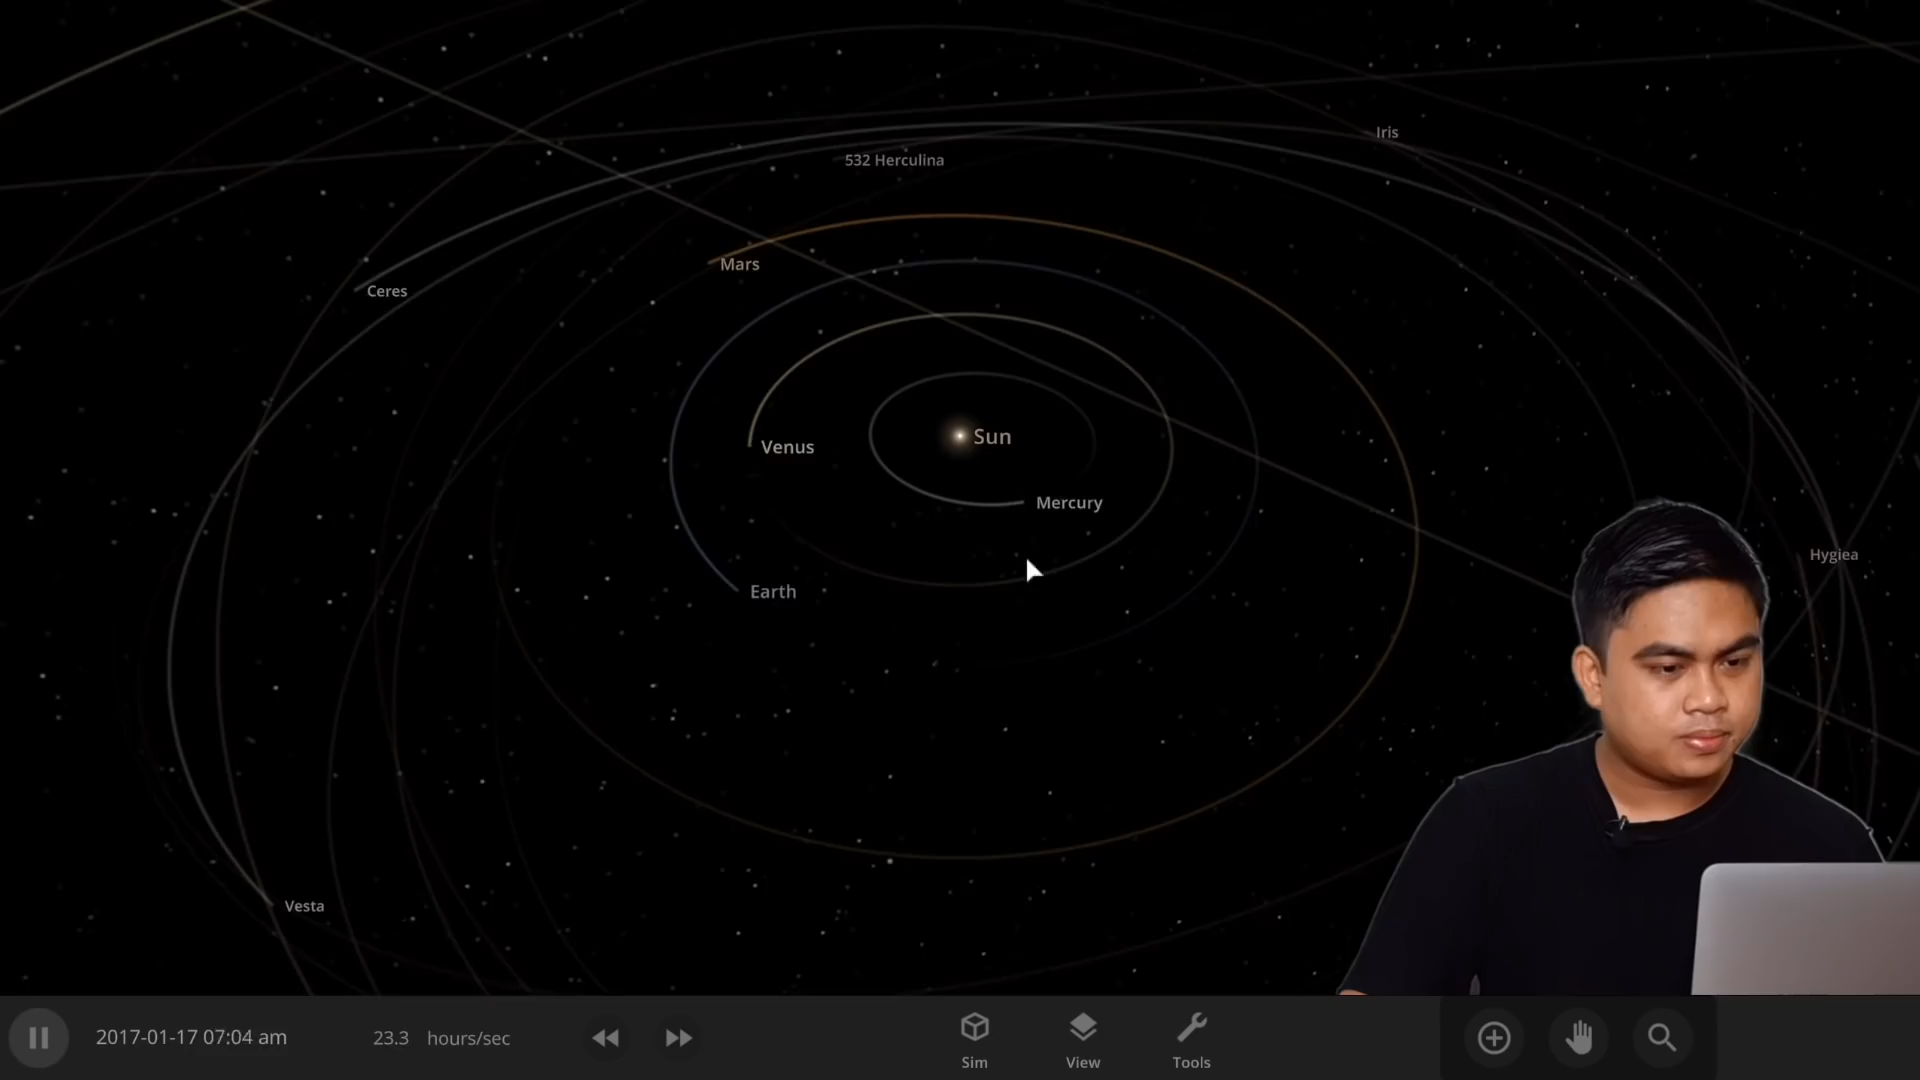 Iris
532 Herculina
Mars
Ceres
Sun
Venus
Mercury
Hygiea
Earth
Vesta
2017-01-17 07:04 am
23.3 hours/sec
Sim
View
Tools